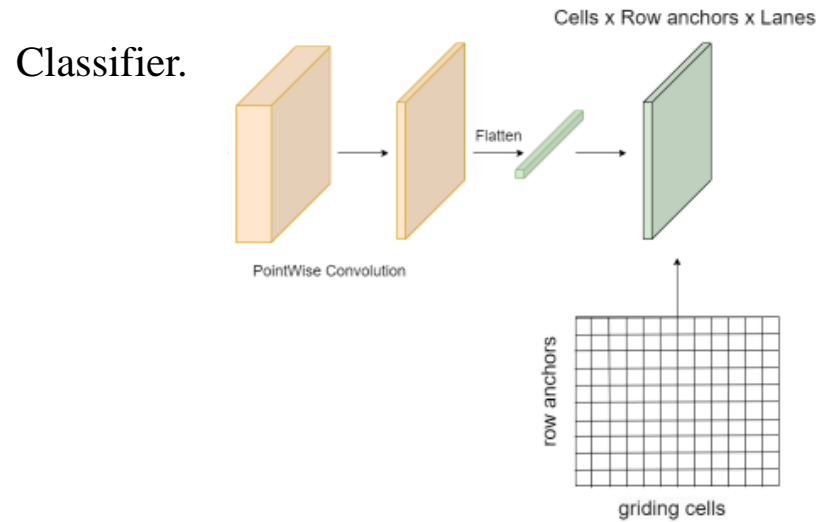 Cells x Row anchors x Lanes
Classifier.
Flatten
PointWise Convolution
row anchors
griding cells